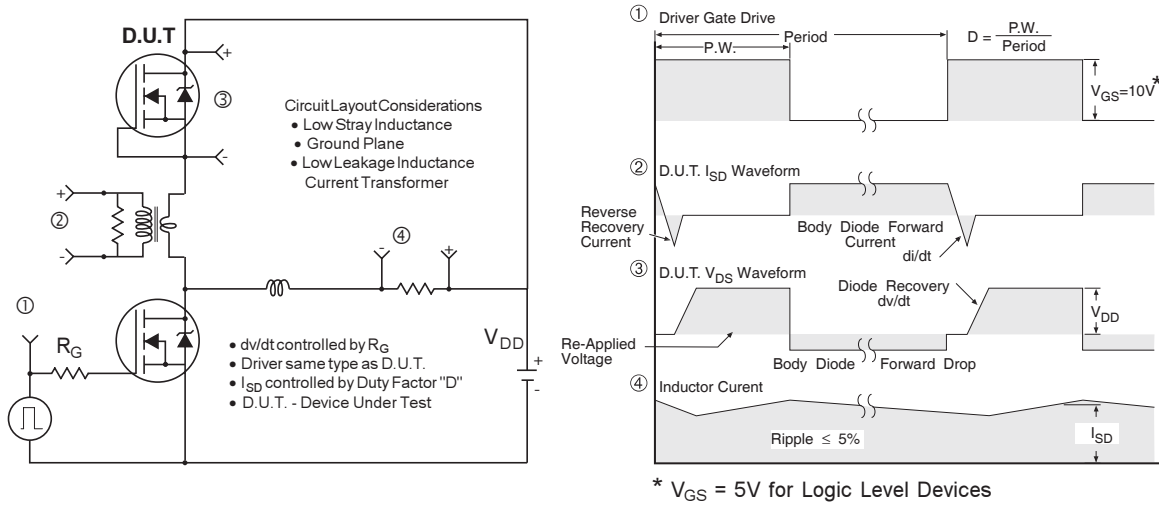 D.U.T
+
③
-
Circuit Layout Considerations
• Low Stray Inductance
• Ground Plane
• Low Leakage Inductance
Current Transformer
+
②
-
④
-
+
①
R_G
• dv/dt controlled by R_G
• Driver same type as D.U.T.
• I_SD controlled by Duty Factor "D"
• D.U.T. - Device Under Test
V_DD
+
-
① Driver Gate Drive
P.W.
Period
D = P.W.
Period
V_GS=10V *
② D.U.T. I_SD Waveform
Reverse
Recovery
Current
Body Diode Forward
Current
di/dt
③ D.U.T. V_DS Waveform
Diode Recovery
dv/dt
V_DD
Re-Applied
Voltage
Body Diode Forward Drop
④ Inductor Curent
Ripple ≤ 5%
I_SD
* V_GS = 5V for Logic Level Devices